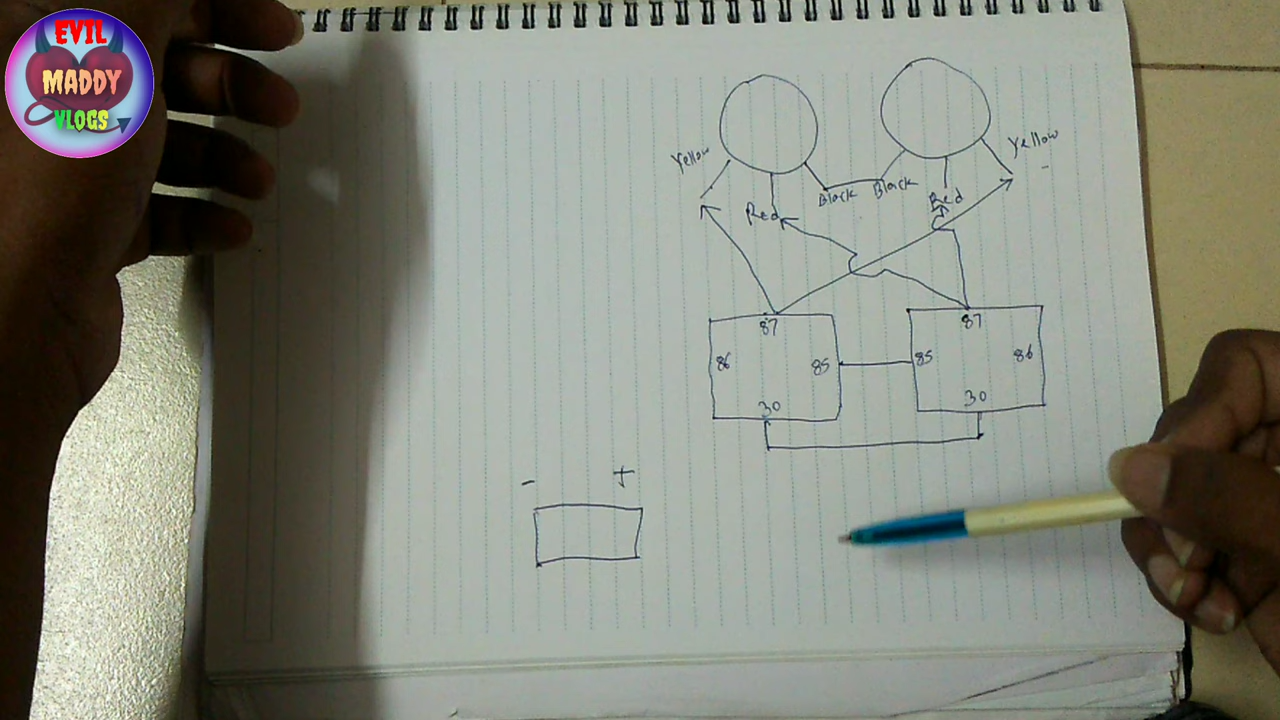 EVIL
MADDY
VLOGS
Yellow
Red
Black
Black
Red
Yellow -
87
86
85
30
87
85
86
30
- +